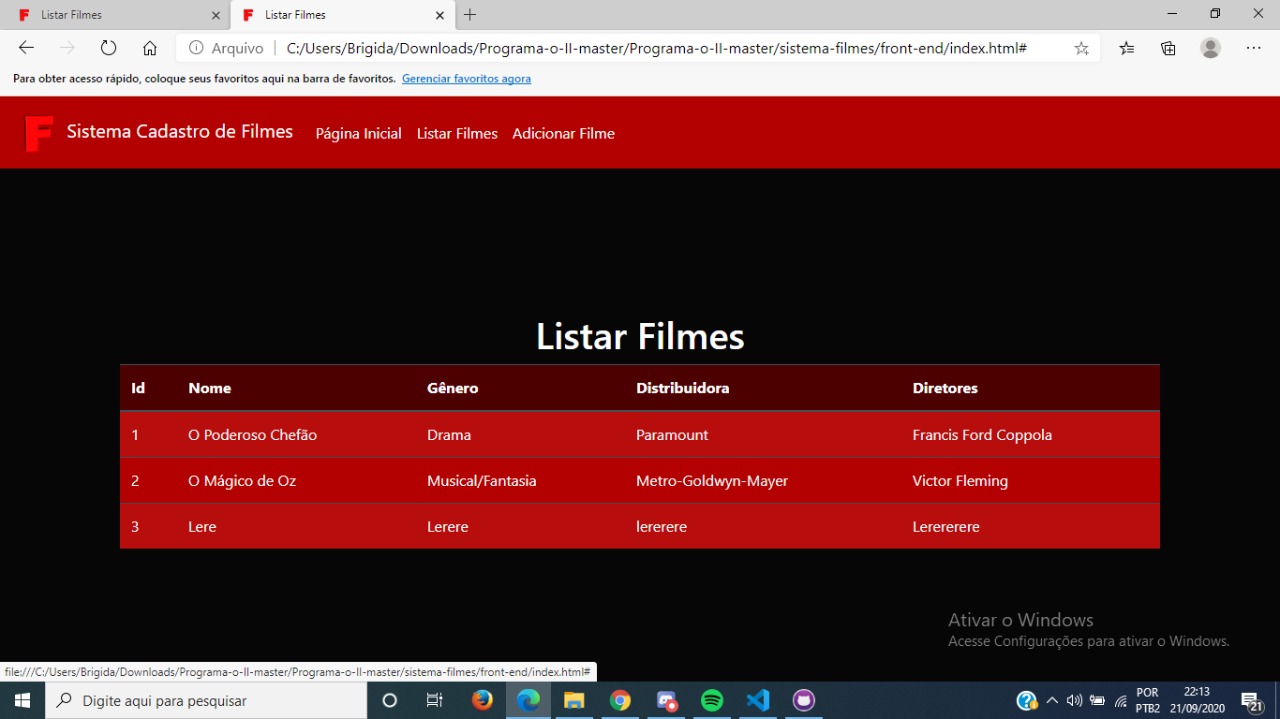 Listar Filmes
Listar Filmes
Arquivo C:/Users/Brigida/Downloads/Programa-o-II-master/Programa-o-II-master/sistema-filmes/front-end/index.html#
Para obter acesso rápido, coloque seus favoritos aqui na barra de favoritos. Gerenciar favoritos agora
F Sistema Cadastro de Filmes Página Inicial Listar Filmes Adicionar Filme
Listar Filmes
Id Nome Gênero Distribuidora Diretores
1 O Poderoso Chefão Drama Paramount Francis Ford Coppola
2 O Mágico de Oz Musical/Fantasia Metro-Goldwyn-Mayer Victor Fleming
3 Lere Lerere lererere Lerererere
Ativar o Windows
Acesse Configurações para ativar o Windows.
file:///C:/Users/Brigida/Downloads/Programa-o-II-master/Programa-o-II-master/sistema-filmes/front-end/index.html#
Digite aqui para pesquisar
POR
PTB2
22:13
21/09/2020
21